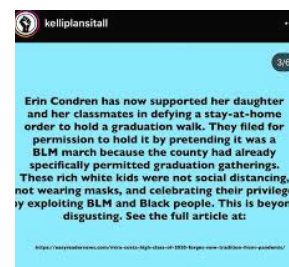 kelliplansitall
3/6
Erin Condren has now supported her daughter
and her classmates in defying a stay-at-home
order to hold a graduation walk. They filed for
permission to hold it by pretending it was a
BLM march because the county had already
specifically permitted graduation gatherings.
These rich white kids were not social distancing,
not wearing masks, and celebrating their privileg
by exploiting BLM and Black people. This is beyon
disgusting. See the full article at: